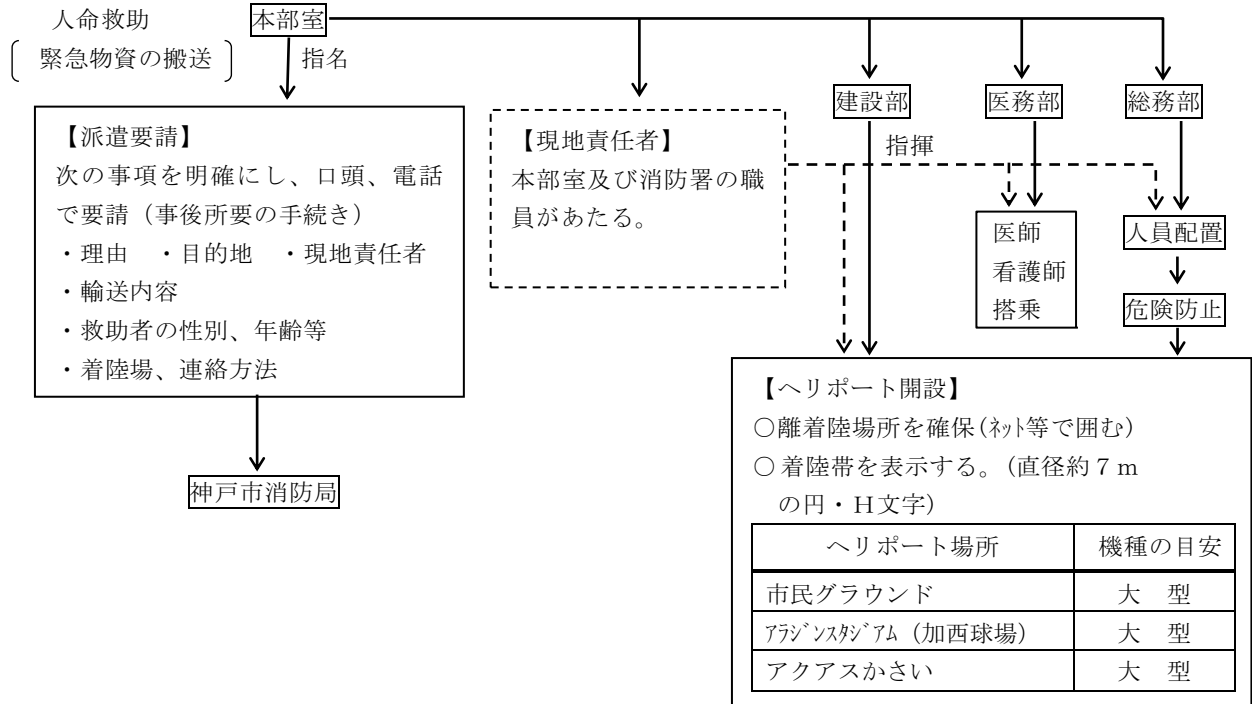 人命救助
緊急物資の搬送
本部室
指名
【派遣要請】
次の事項を明確にし、口頭、電話
で要請（事後所要の手続き）
・理由　・目的地　・現地責任者
・輸送内容
・救助者の性別、年齢等
・着陸場、連絡方法
神戸市消防局
【現地責任者】
本部室及び消防署の職
員があたる。
建設部
医務部
総務部
指揮
医師
看護師
搭乗
人員配置
危険防止
【ヘリポート開設】
○離着陸場所を確保(ﾈｯﾄ等で囲む)
○着陸帯を表示する。(直径約７ｍ
の円・Ｈ文字)
ヘリポート場所　機種の目安
市民グラウンド　大　型
ｱﾗｼﾞﾝｽﾀｼﾞｱﾑ（加西球場）　大　型
アクアスかさい　大　型